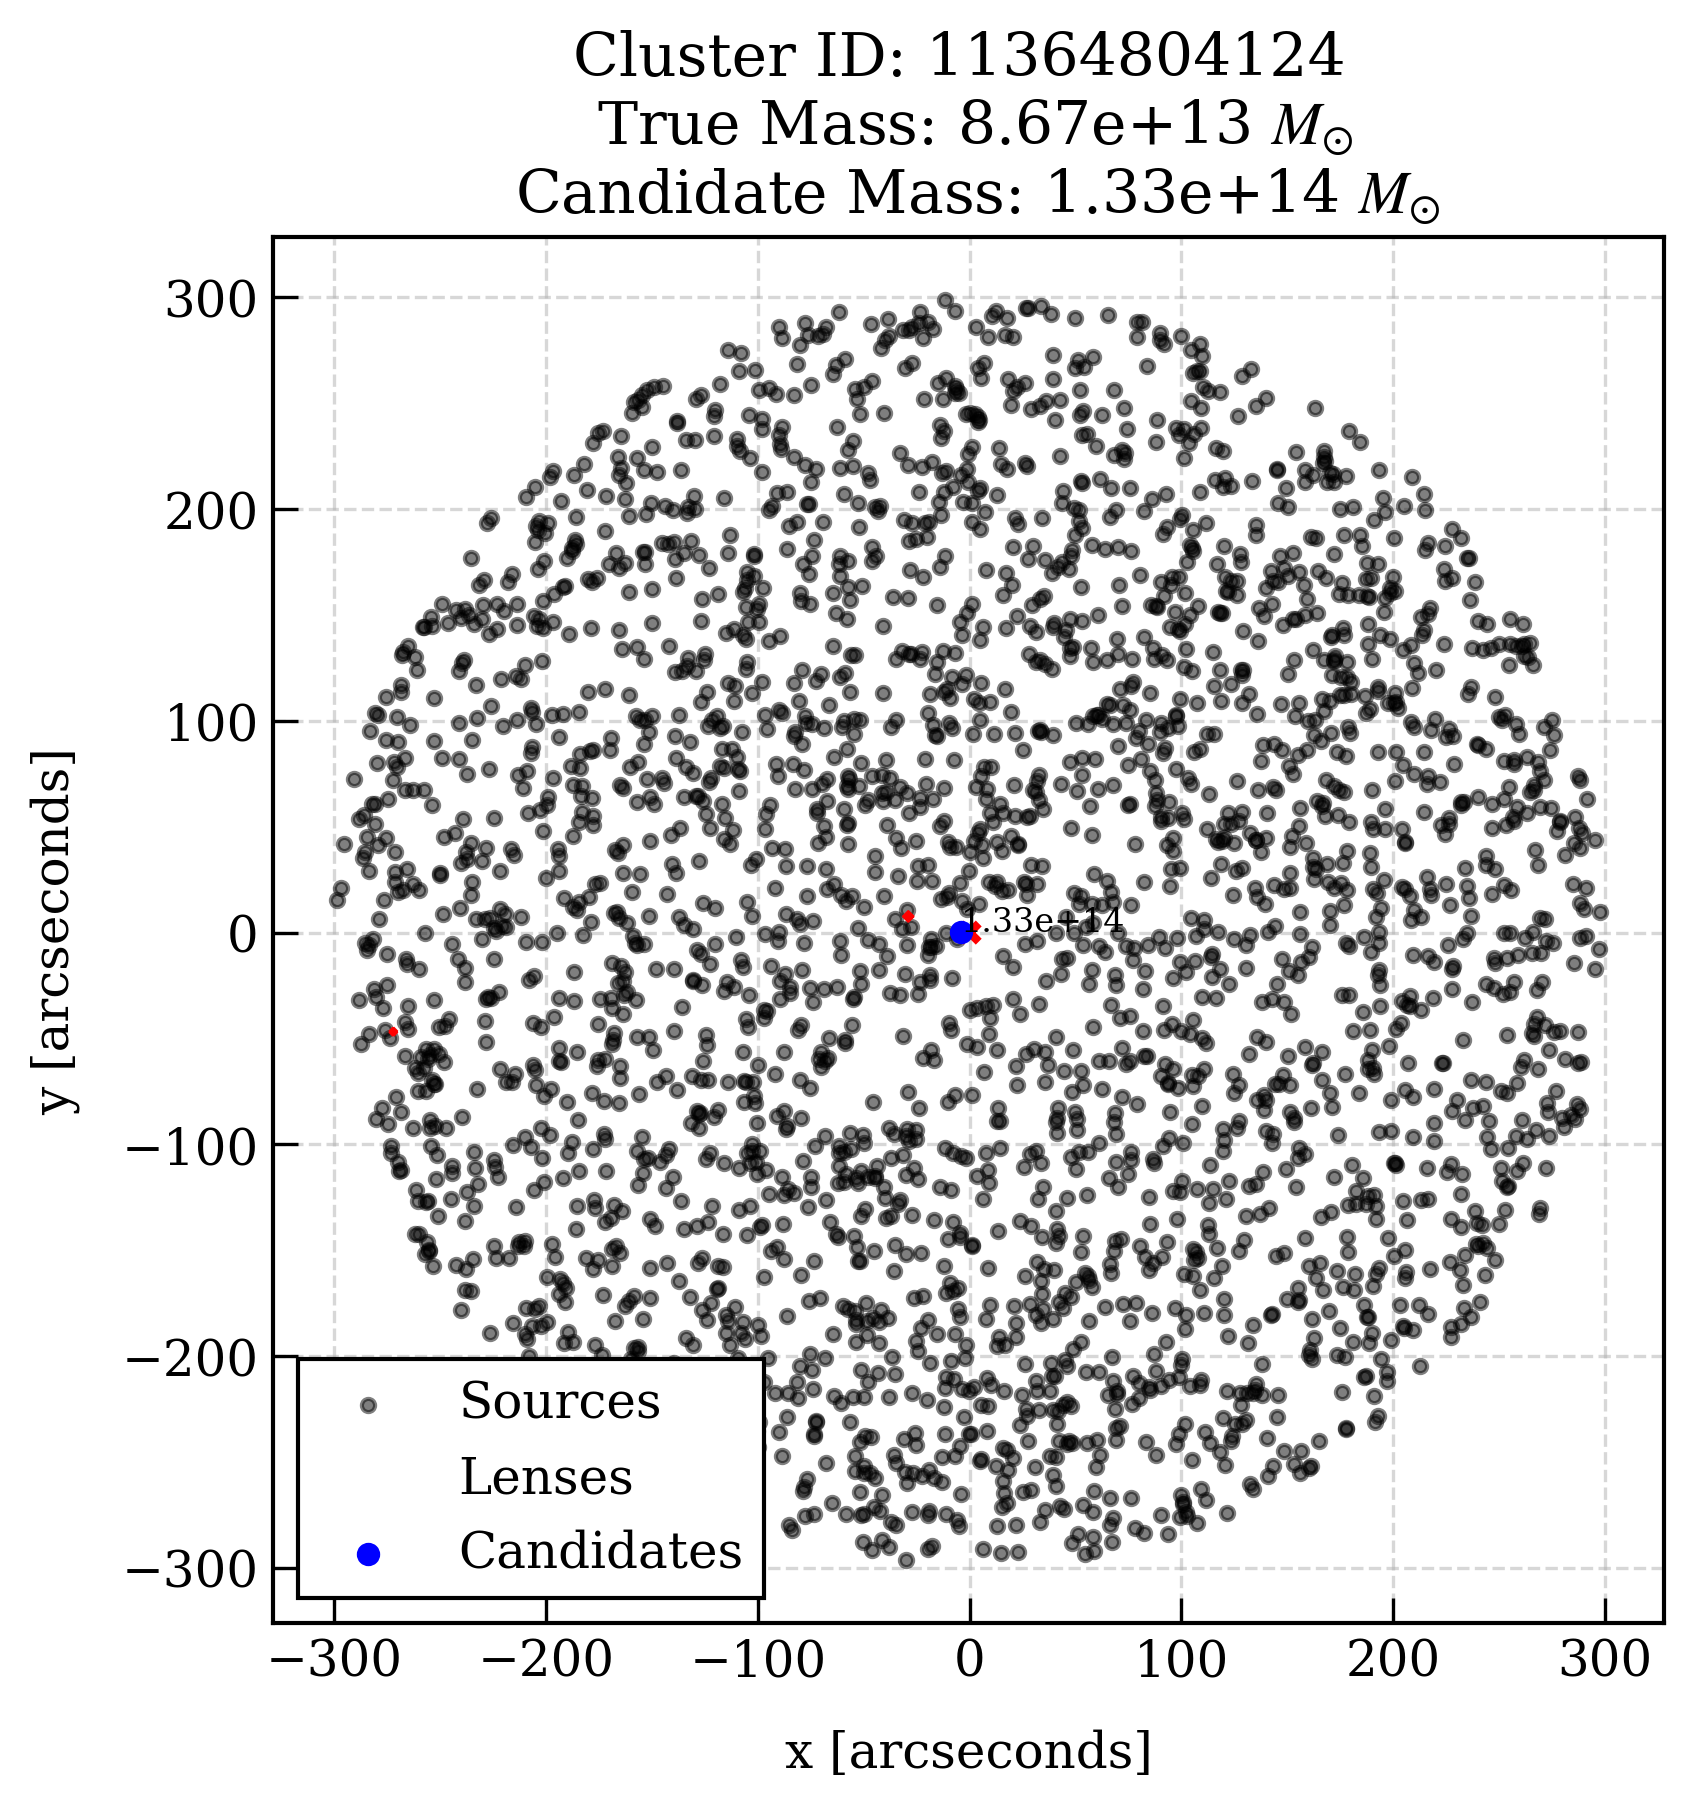 Cluster ID: 11364804124
True Mass: 8.67e+13 M⊙
Candidate Mass: 1.33e+14 M⊙
300
200
100
0
−100
−200
−300
y [arcseconds]
1.33e+14
Sources
Lenses
Candidates
−300 −200 −100 0 100 200 300
x [arcseconds]